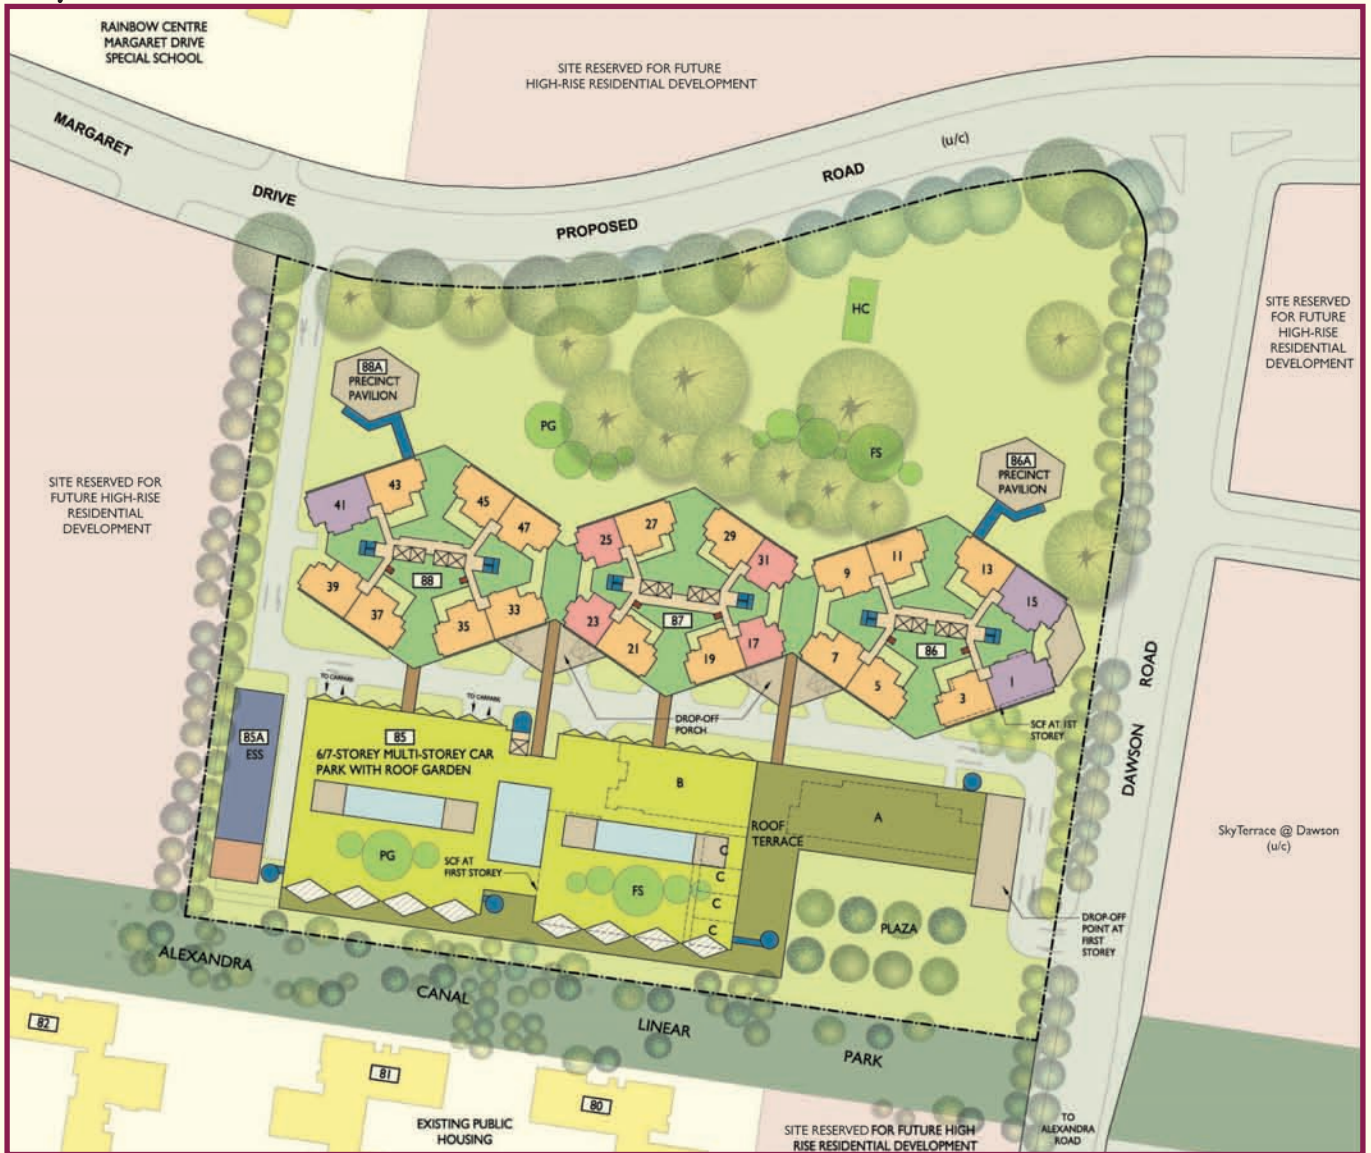 RAINBOW CENTRE
MARGARET DRIVE
SPECIAL SCHOOL
SITE RESERVED FOR FUTURE
HIGH-RISE RESIDENTIAL DEVELOPMENT
MARGARET
DRIVE
PROPOSED
ROAD
(u/c)
SITE RESERVED
FOR FUTURE
HIGH-RISE
RESIDENTIAL
DEVELOPMENT
HC
88A
PRECINCT
PAVILION
PG
FS
86A
PRECINCT
PAVILION
SITE RESERVED FOR
FUTURE HIGH-RISE
RESIDENTIAL
DEVELOPMENT
41
43
45
47
39
37
35
33
88
25
27
29
31
23
21
19
17
87
9
11
13
15
7
5
3
1
86
SCF AT 1ST
STOREY
DAWSON
ROAD
TO CARPARK
TO CARPARK
DROP-OFF
PORCH
85A
ESS
85
6/7-STOREY MULTI-STOREY CAR
PARK WITH ROOF GARDEN
B
A
ROOF
TERRACE
C
C
C
C
PG
SCF AT
FIRST STOREY
FS
PLAZA
DROP-OFF
POINT AT
FIRST
STOREY
SkyTerrace @ Dawson
(u/c)
ALEXANDRA
CANAL
LINEAR
PARK
82
81
80
EXISTING PUBLIC
HOUSING
SITE RESERVED FOR FUTURE HIGH
RISE RESIDENTIAL DEVELOPMENT
TO
ALEXANDRA
ROAD